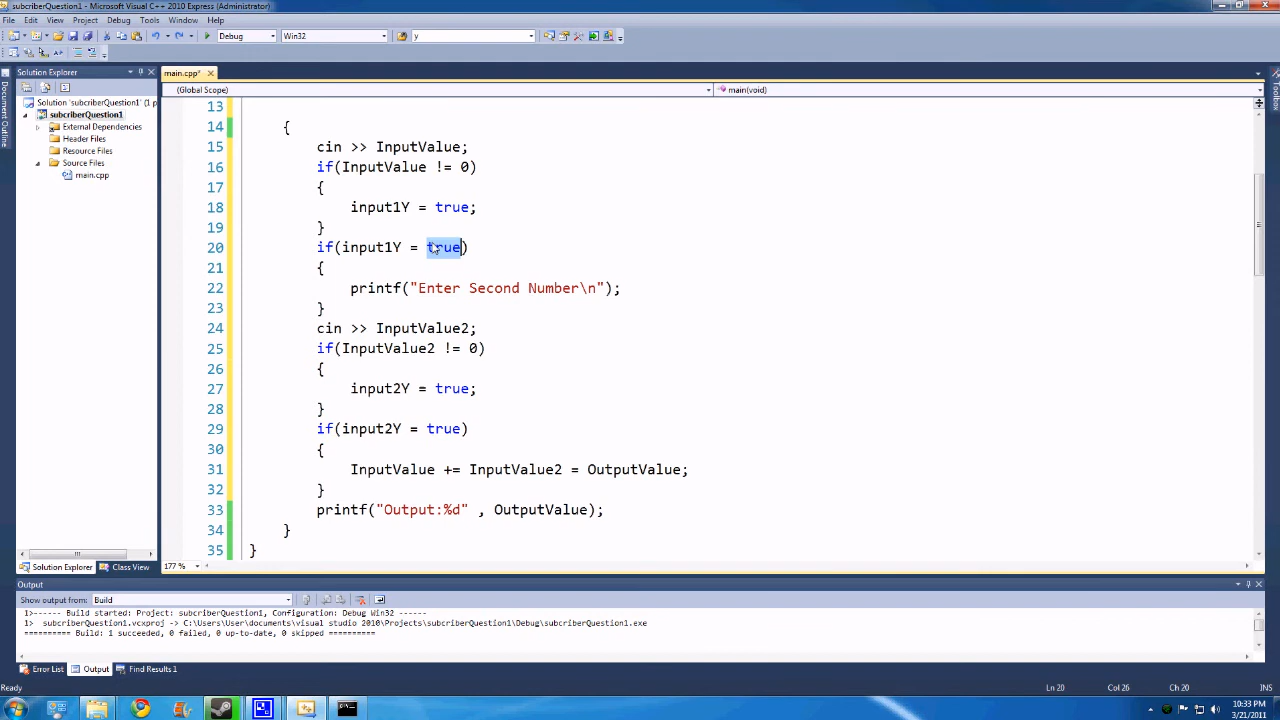 subcriberQuestion1 - Microsoft Visual C++ 2010 Express (Administrator)
File Edit View Project Debug Tools Window Help
Debug Win32 y
Solution Explorer
main.cpp*
(Global Scope) main(void)
Document Outline
Toolbox
Solution 'subcriberQuestion1' (1 p
subcriberQuestion1
External Dependencies
Header Files
Resource Files
Source Files
main.cpp
13
14 {
15 cin >> InputValue;
16 if(InputValue != 0)
17 {
18 input1Y = true;
19 }
20 if(input1Y = true)
21 {
22 printf("Enter Second Number\n");
23 }
24 cin >> InputValue2;
25 if(InputValue2 != 0)
26 {
27 input2Y = true;
28 }
29 if(input2Y = true)
30 {
31 InputValue += InputValue2 = OutputValue;
32 }
33 printf("Output:%d" , OutputValue);
34 }
35 }
Solution Explorer Class View
177 %
Output
Show output from: Build
1>------ Build started: Project: subcriberQuestion1, Configuration: Debug Win32 ------
1> subcriberQuestion1.vcxproj -> C:\Users\User\documents\visual studio 2010\Projects\subcriberQuestion1\Debug\subcriberQuestion1.exe
========== Build: 1 succeeded, 0 failed, 0 up-to-date, 0 skipped ==========
Error List Output Find Results 1
Ready Ln 20 Col 26 Ch 20 INS
10:33 PM
3/21/2011